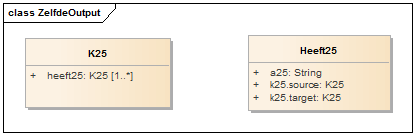 class ZelfdeOutput
K25
+ heeft25: K25 [1..*]
Heeft25
+ a25: String
+ k25.source: K25
+ k25.target: K25